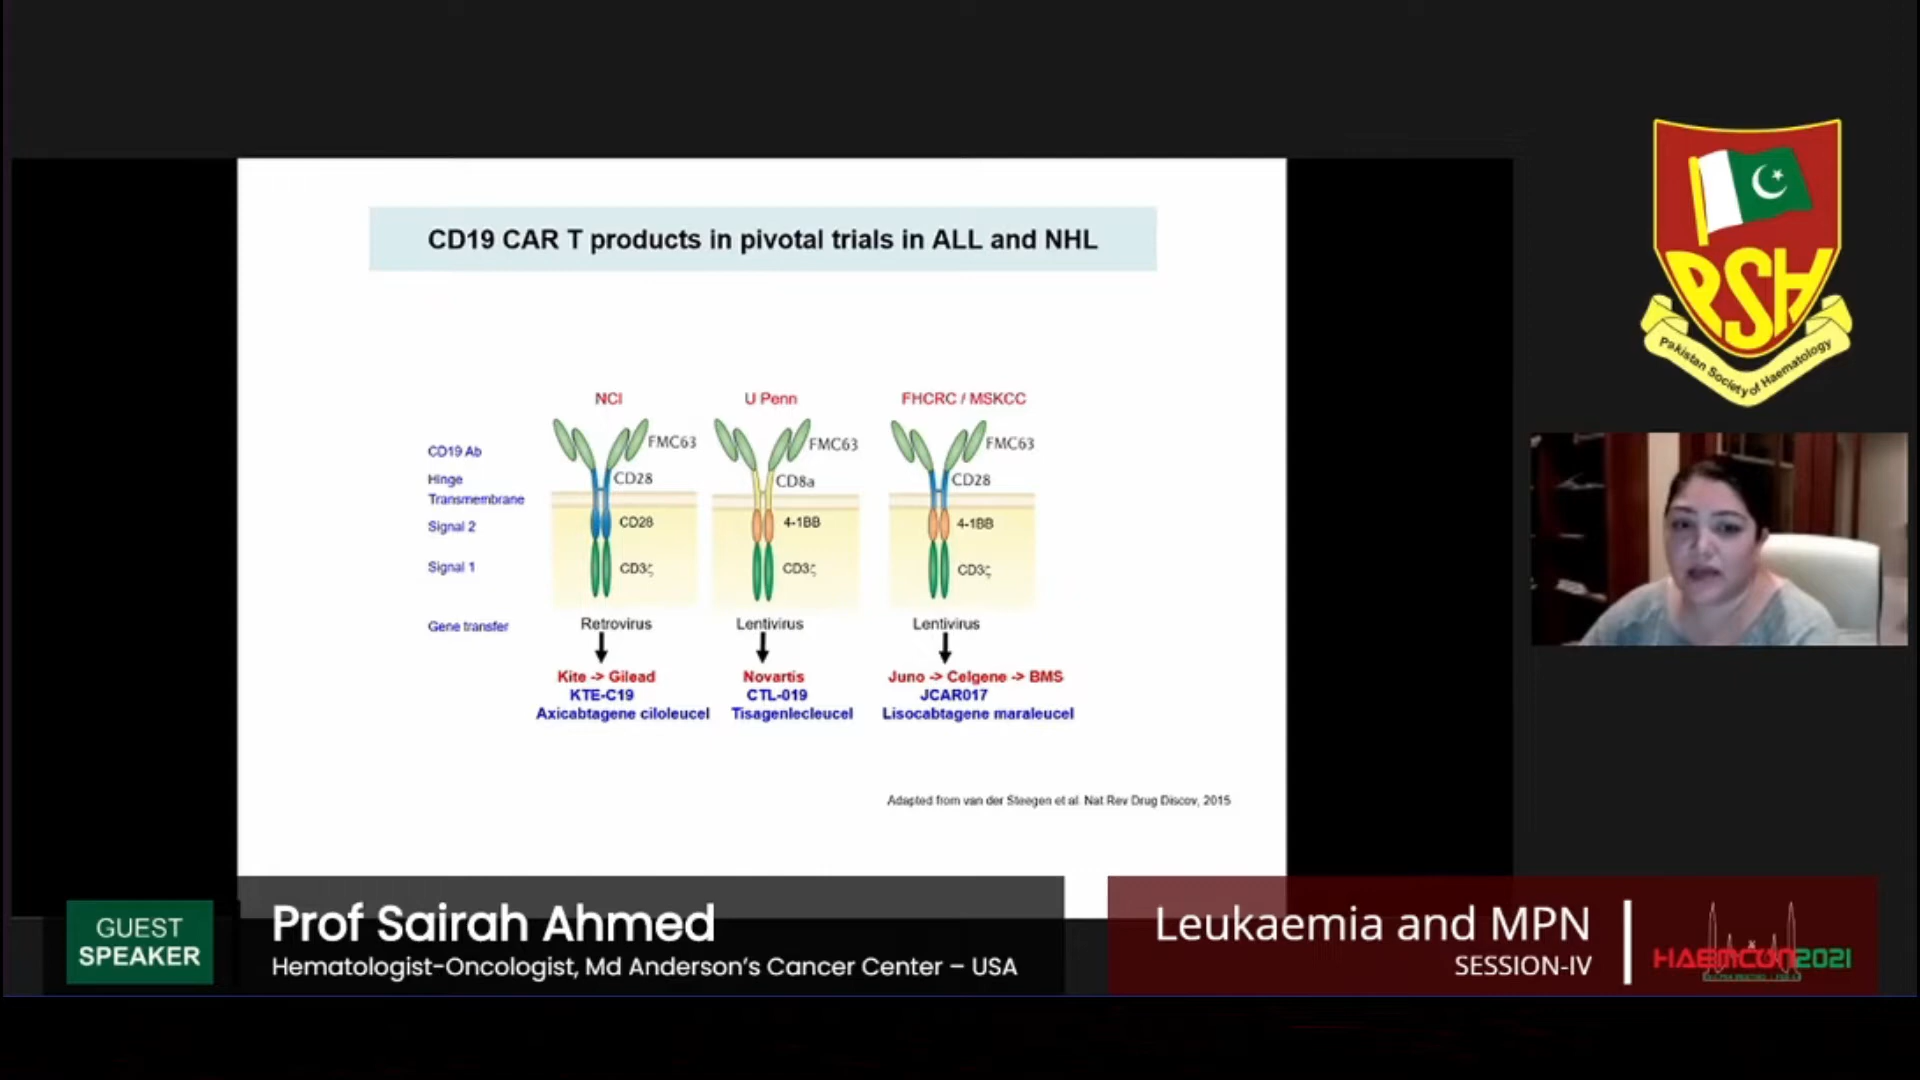 CD19 CAR T products in pivotal trials in ALL and NHL
NCI
U Penn
FHCRC / MSKCC
CD19 Ab
FMC63
FMC63
FMC63
Hinge
CD28
CD8a
CD28
Transmembrane
Signal 2
CD28
4-1BB
4-1BB
Signal 1
CD3ζ
CD3ζ
CD3ζ
Gene transfer
Retrovirus
Lentivirus
Lentivirus
Kite -> Gilead
KTE-C19
Axicabtagene ciloleucel
Novartis
CTL-019
Tisagenlecleucel
Juno -> Celgene -> BMS
JCAR017
Lisocabtagene maraleucel
Adapted from van der Steegen et al. Nat Rev Drug Discov, 2015
PSH
Pakistan Society of Haematology
GUEST
SPEAKER
Prof Sairah Ahmed
Hematologist-Oncologist, Md Anderson's Cancer Center – USA
Leukaemia and MPN
SESSION-IV
HAEMCON2021